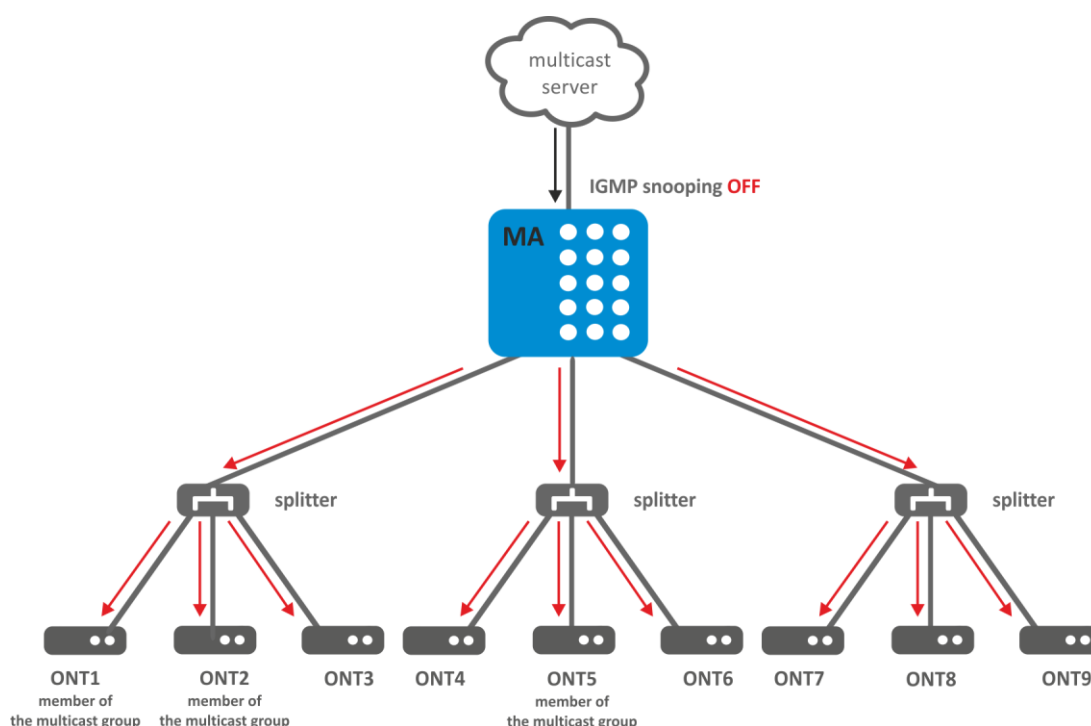 multicast
server
IGMP snooping OFF
MA
splitter splitter splitter
ONT1 ONT2 ONT3 ONT4 ONT5 ONT6 ONT7 ONT8 ONT9
member of member of member of
the multicast group the multicast group the multicast group